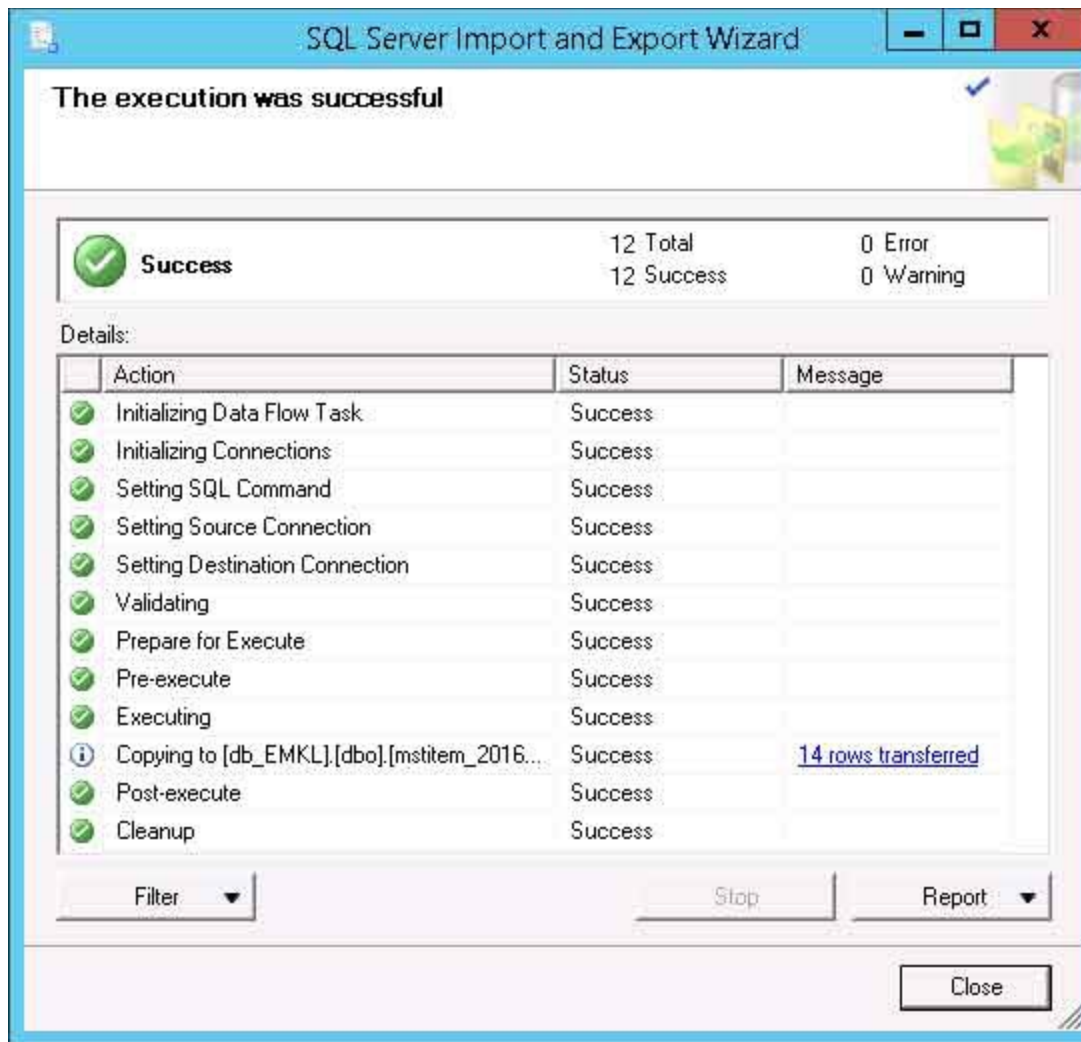 SQL Server Import and Export Wizard
The execution was successful
Success
12 Total 0 Error
12 Success 0 Warning
Details:
Action Status Message
Initializing Data Flow Task Success
Initializing Connections Success
Setting SQL Command Success
Setting Source Connection Success
Setting Destination Connection Success
Validating Success
Prepare for Execute Success
Pre-execute Success
Executing Success
Copying to [db_EMKL].[dbo].[mstitem_2016... Success 14 rows transferred
Post-execute Success
Cleanup Success
Filter Stop Report
Close